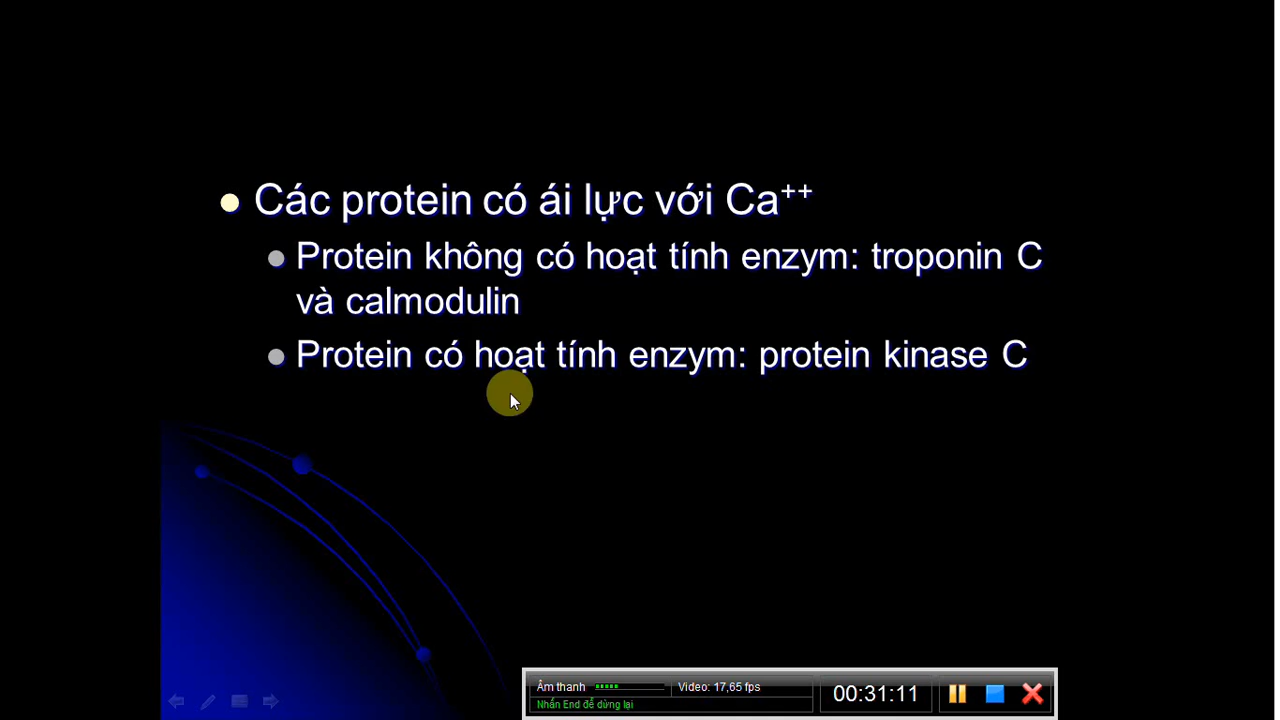 Các protein có ái lực với Ca⁺⁺
Protein không có hoạt tính enzym: troponin C
và calmodulin
Protein có hoạt tính enzym: protein kinase C
Âm thanh
Video: 17,65 fps
Nhấn End để dừng lại
00:31:11